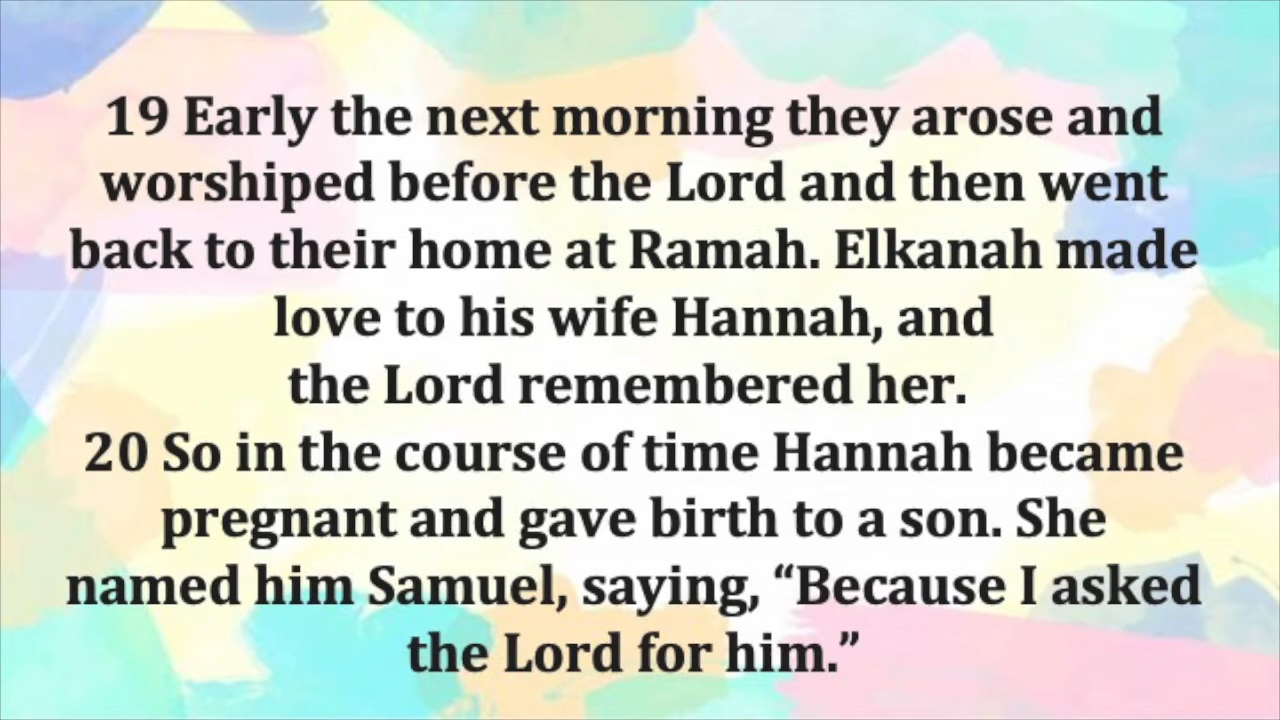 19 Early the next morning they arose and
worshiped before the Lord and then went
back to their home at Ramah. Elkanah made
love to his wife Hannah, and
the Lord remembered her.
20 So in the course of time Hannah became
pregnant and gave birth to a son. She
named him Samuel, saying, “Because I asked
the Lord for him.”